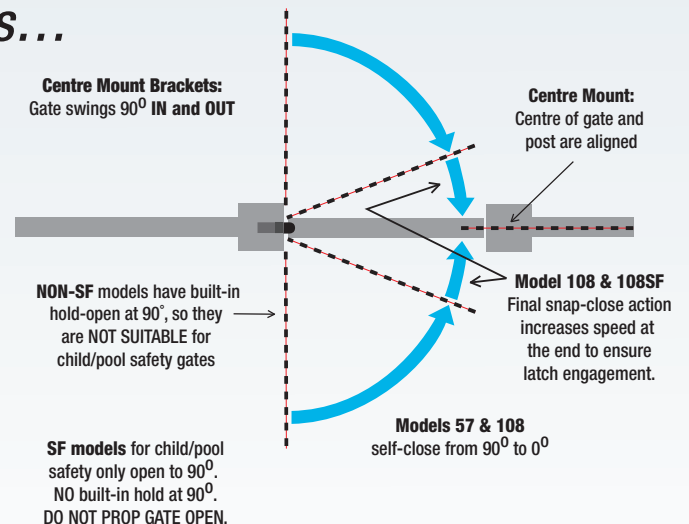 S...
Centre Mount Brackets:
Gate swings 90⁰ IN and OUT
Centre Mount:
Centre of gate and
post are aligned
NON-SF models have built-in
hold-open at 90°, so they
are NOT SUITABLE for
child/pool safety gates
Model 108 & 108SF
Final snap-close action
increases speed at
the end to ensure
latch engagement.
Models 57 & 108
self-close from 90⁰ to 0⁰
SF models for child/pool
safety only open to 90⁰.
NO built-in hold at 90⁰.
DO NOT PROP GATE OPEN.